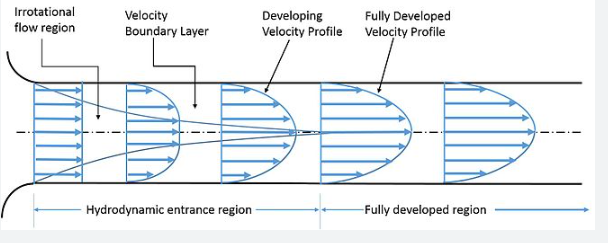 Irrotational
flow region
Velocity
Boundary Layer
Developing
Velocity Profile
Fully Developed
Velocity Profile
Hydrodynamic entrance region
Fully developed region